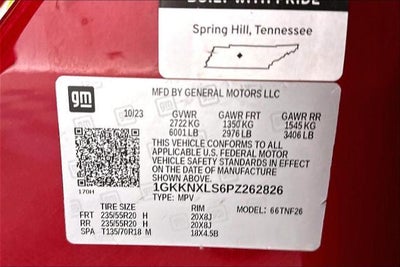 BUILT WITH PRIDE
Spring Hill, Tennessee
gm
MFD BY GENERAL MOTORS LLC
10/23 GVWR GAWR FRT GAWR RR
2722 KG 1350 KG 1545 KG
6001 LB 2976 LB 3406 LB
THIS VEHICLE CONFORMS TO ALL
APPLICABLE U.S. FEDERAL MOTOR
VEHICLE SAFETY STANDARDS IN EFFECT
ON THE DATE OF MANUFACTURE
SHOWN ABOVE.
1GKKNXLS6PZ262826
170H TYPE: MPV MODEL: 66TNF26
TIRE SIZE RIM
FRT 235/55R20 H 20X8J
RR 235/55R20 H 20X8J
SPA T135/70R18 M 18X4.5B